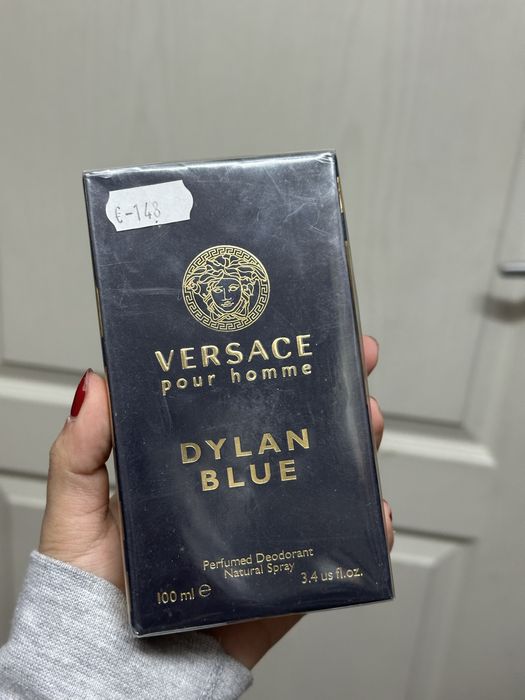 €-148
VERSACE
pour homme
DYLAN
BLUE
Perfumed Deodorant
Natural Spray
100 ml ℮
3.4 us fl.oz.